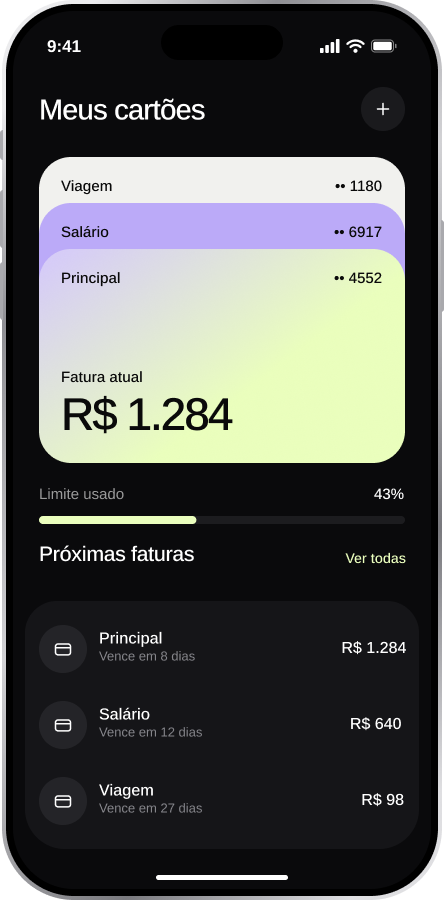 9:41
Meus cartões
Viagem •• 1180
Salário •• 6917
Principal •• 4552
Fatura atual
R$ 1.284
Limite usado 43%
Próximas faturas Ver todas
Principal
Vence em 8 dias
R$ 1.284
Salário
Vence em 12 dias
R$ 640
Viagem
Vence em 27 dias
R$ 98